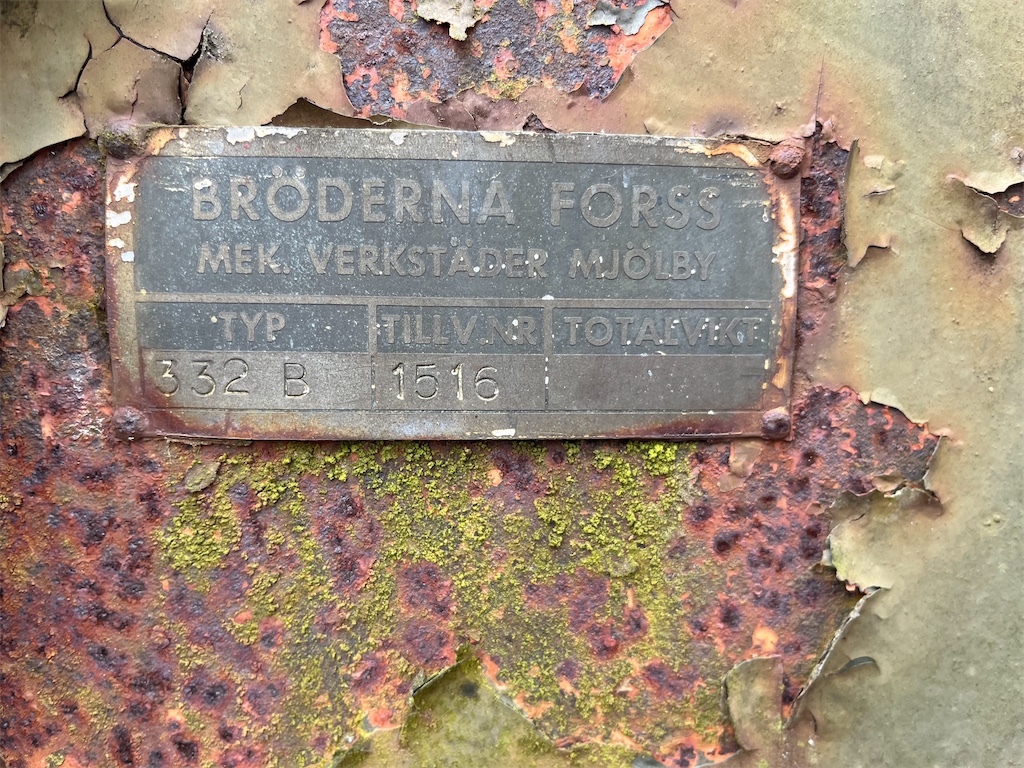 BRÖDERNA FORSS
MEK. VERKSTÄDER MJÖLBY
TYP TILLV.NR TOTALVIKT
332 B 1516